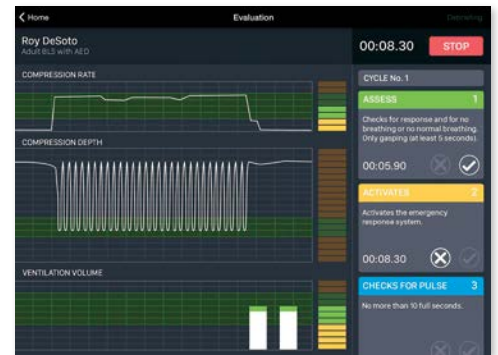 Home
Evaluation
Debriefing
Roy DeSoto
Adult BLS with AED
00:08.30
STOP
COMPRESSION RATE
COMPRESSION DEPTH
VENTILATION VOLUME
CYCLE No. 1
ASSESS 1
Checks for response and for no
breathing or no normal breathing.
Only gasping (at least 5 seconds).
00:05.90
ACTIVATES 2
Activates the emergency
response system.
00:08.30
CHECKS FOR PULSE 3
No more than 10 full seconds.